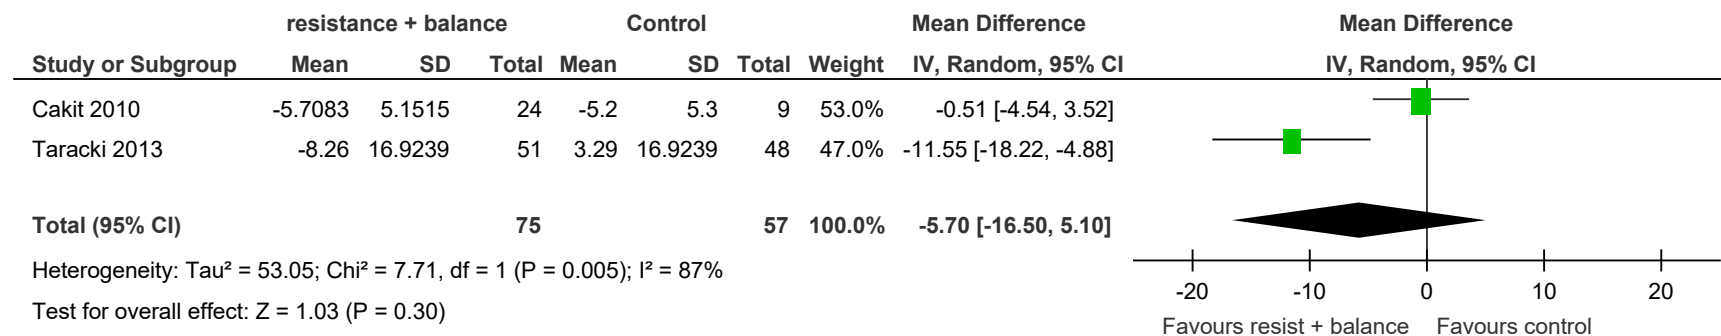 resistance + balance Control Mean Difference Mean Difference
Study or Subgroup Mean SD Total Mean SD Total Weight IV, Random, 95% CI IV, Random, 95% CI
Cakit 2010 -5.7083 5.1515 24 -5.2 5.3 9 53.0% -0.51 [-4.54, 3.52]
Taracki 2013 -8.26 16.9239 51 3.29 16.9239 48 47.0% -11.55 [-18.22, -4.88]
Total (95% CI) 75 57 100.0% -5.70 [-16.50, 5.10]
Heterogeneity: Tau² = 53.05; Chi² = 7.71, df = 1 (P = 0.005); I² = 87%
Test for overall effect: Z = 1.03 (P = 0.30)
-20 -10 0 10 20
Favours resist + balance Favours control